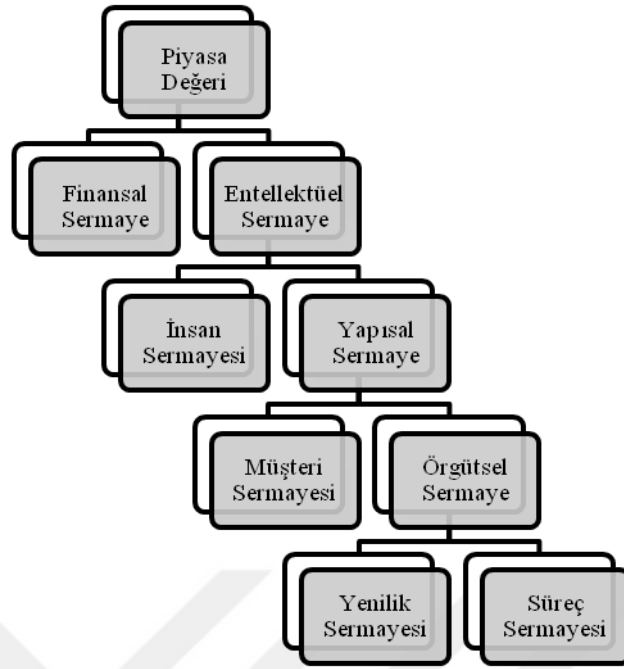 Piyasa
Değeri
Finansal
Sermaye
Entellektüel
Sermaye
İnsan
Sermayesi
Yapısal
Sermaye
Müşteri
Sermayesi
Örgütsel
Sermaye
Yenilik
Sermayesi
Süreç
Sermayesi